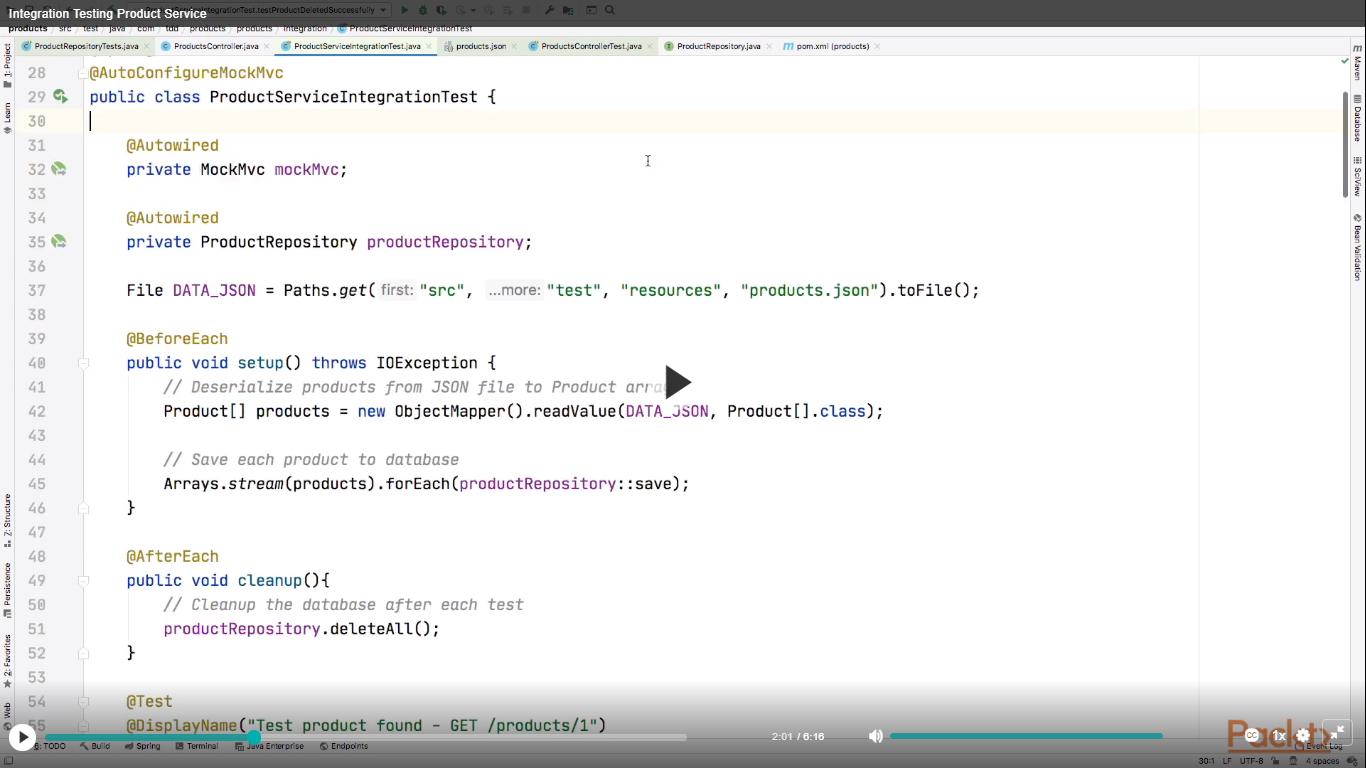 Integration Testing Product Service
products src test java com tdd products products integration ProductServiceIntegrationTest
ProductRepositoryTests.java ProductsController.java ProductServiceIntegrationTest.java products.json ProductsControllerTest.java ProductRepository.java pom.xml (products)
28 @AutoConfigureMockMvc
29 public class ProductServiceIntegrationTest {
30
31 @Autowired
32 private MockMvc mockMvc;
33
34 @Autowired
35 private ProductRepository productRepository;
36
37 File DATA_JSON = Paths.get( first: "src", ...more: "test", "resources", "products.json").toFile();
38
39 @BeforeEach
40 public void setup() throws IOException {
41 // Deserialize products from JSON file to Product
42 Product[] products = new ObjectMapper().readValue(DATA_JSON, Product[].class);
43
44 // Save each product to database
45 Arrays.stream(products).forEach(productRepository::save);
46 }
47
48 @AfterEach
49 public void cleanup(){
50 // Cleanup the database after each test
51 productRepository.deleteAll();
52 }
53
54 @Test
55 @DisplayName("Test product found - GET /products/1")
1: Project
Learn
Z: Structure
Persistence
2: Favorites
Web
Maven
Database
SciView
Bean Validation
2:01 / 6:16
CC 1x
Packt>
6: TODO Build Spring Terminal Java Enterprise Endpoints Event Log
30:1 LF UTF-8 4 spaces